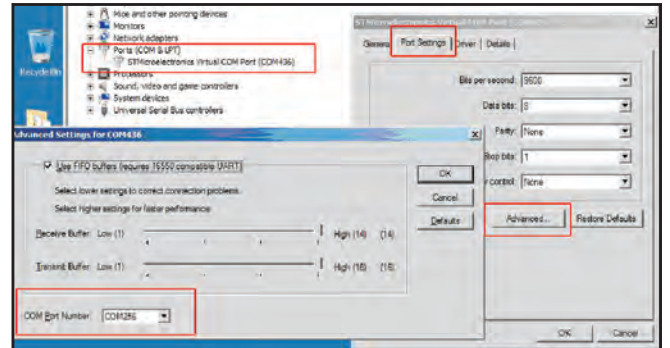 Mice and other pointing devices
Monitors
Network adapters
Ports (COM & LPT)
STMicroelectronics Virtual COM Port (COM436)
Processors
Sound, video and game controllers
System devices
Universal Serial Bus controllers
Recycle Bin
STMicroelectronics Virtual COM Port
General
Port Settings
Driver
Details
Bits per second: 9600
Data bits: 8
Parity: None
Stop bits: 1
control: None
Advanced...
Restore Defaults
OK
Cancel
Advanced Settings for COM436
Use FIFO buffers (requires 16550 compatible UART)
Select lower settings to correct connection problems.
Select higher settings for faster performance.
Receive Buffer: Low (1) High (14) (14)
Transmit Buffer: Low (1) High (16) (16)
COM Port Number: COM256
OK
Cancel
Defaults